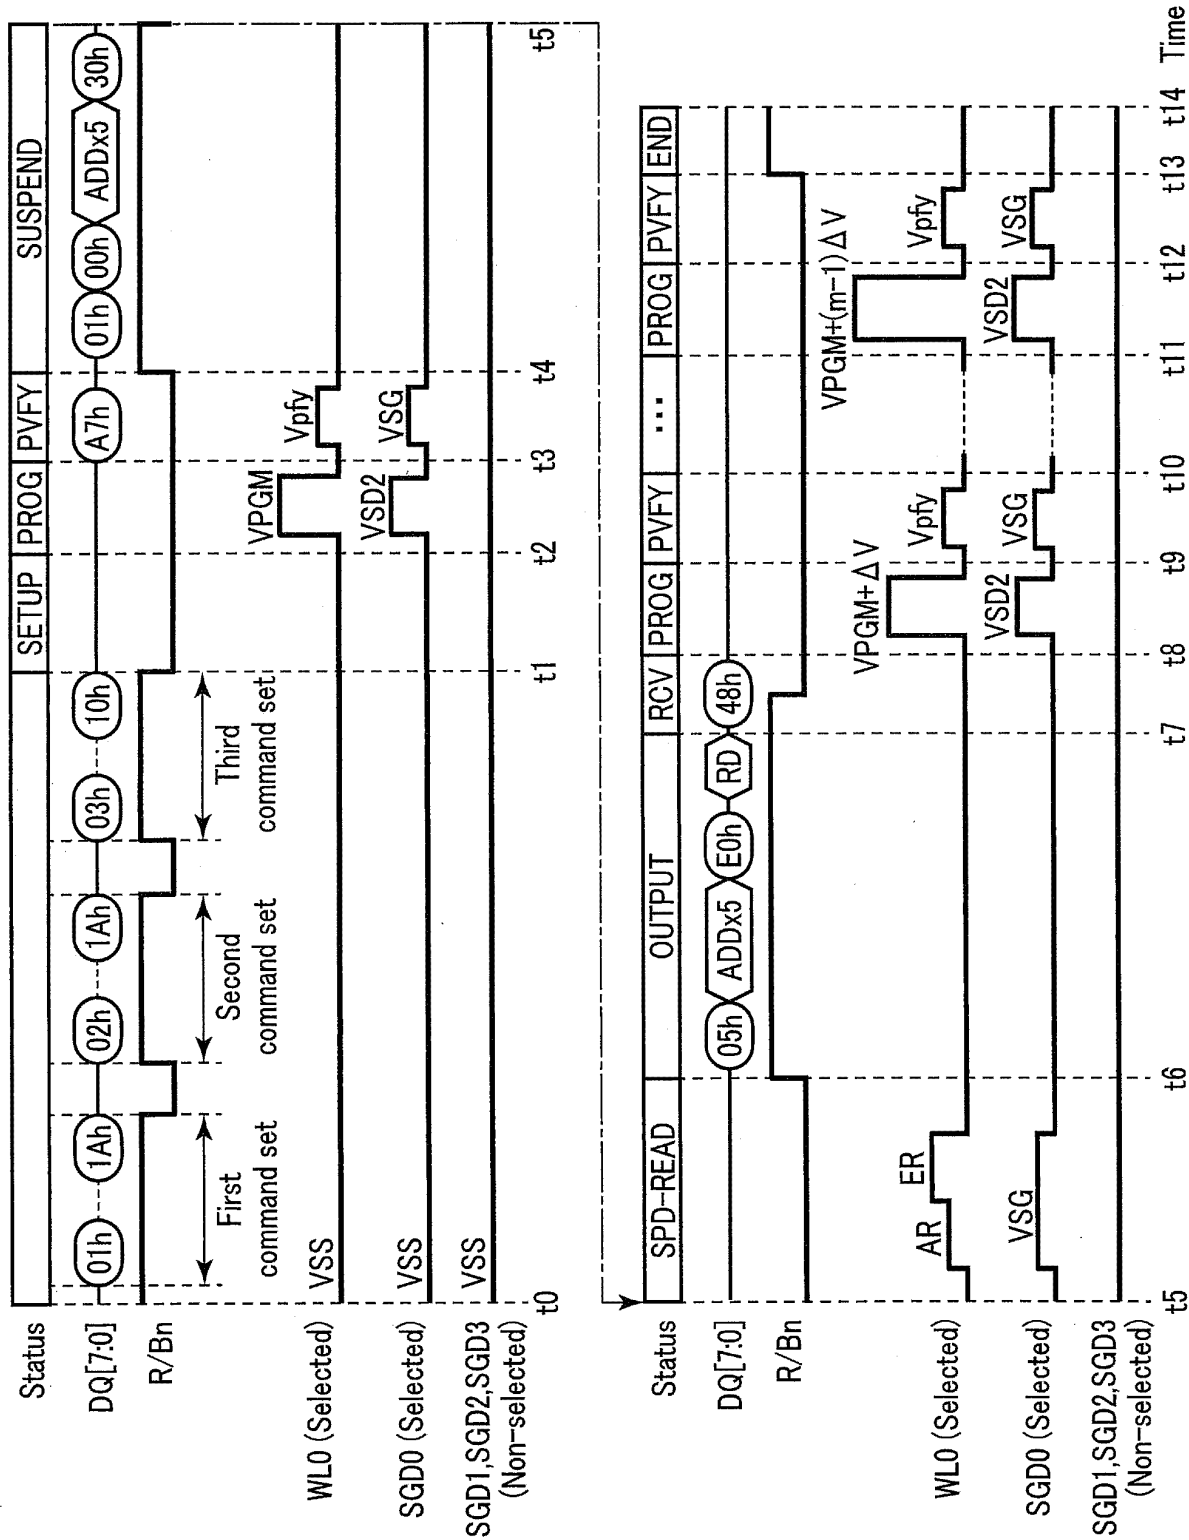 Status
SETUP
PROG
PVFY
SUSPEND
DQ[7:0]
01h
1Ah
02h
1Ah
03h
10h
A7h
01h
00h
ADDx5
30h
R/Bn
First
command set
Second
command set
Third
command set
WL0 (Selected)
VSS
VPGM
Vpfy
SGD0 (Selected)
VSS
VSD2
VSG
SGD1,SGD2,SGD3
(Non-selected)
VSS
t0
t1
t2
t3
t4
t5
Status
SPD-READ
OUTPUT
RCV
PROG
PVFY
...
PROG
PVFY
END
DQ[7:0]
05h
ADDx5
E0h
RD
48h
R/Bn
WL0 (Selected)
AR
ER
VPGM+ΔV
Vpfy
VPGM+(m-1)ΔV
Vpfy
SGD0 (Selected)
VSG
VSD2
VSG
VSD2
VSG
SGD1,SGD2,SGD3
(Non-selected)
t5
t6
t7
t8
t9
t10
t11
t12
t13
t14
Time